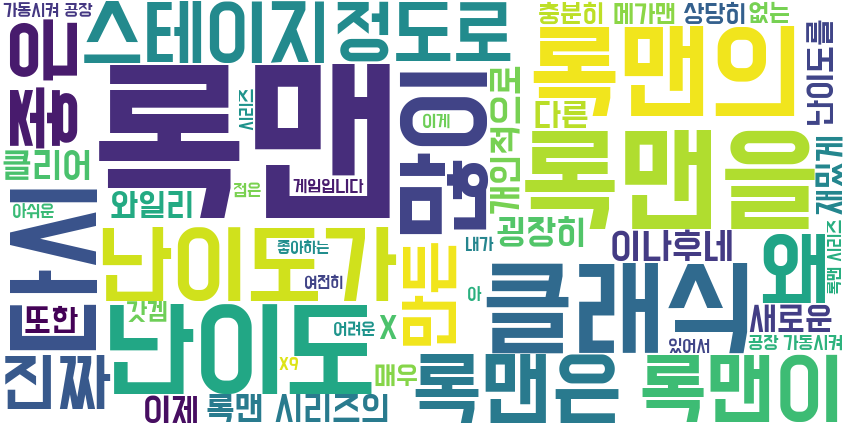 가동시켜 공장
스테이지
정도로
충분히
메가맨
상당히
없는
좋은
록맨
시리즈
많이
이게
개인적으로
록맨의
다른
난이도를
클리어
점은
게임입니다
록맨을
재밌게
아쉬운
와일리
굉장히
이나후네
내가
난이도가
좋아하는
여전히
만든
아
클래식
왜
록맨 시리즈
또한
갓겜
난이도
어려운
X
새로운
있어서
공장 가동시켜
진짜
X9
매우
록맨은
록맨이
이제
록맨 시리즈의